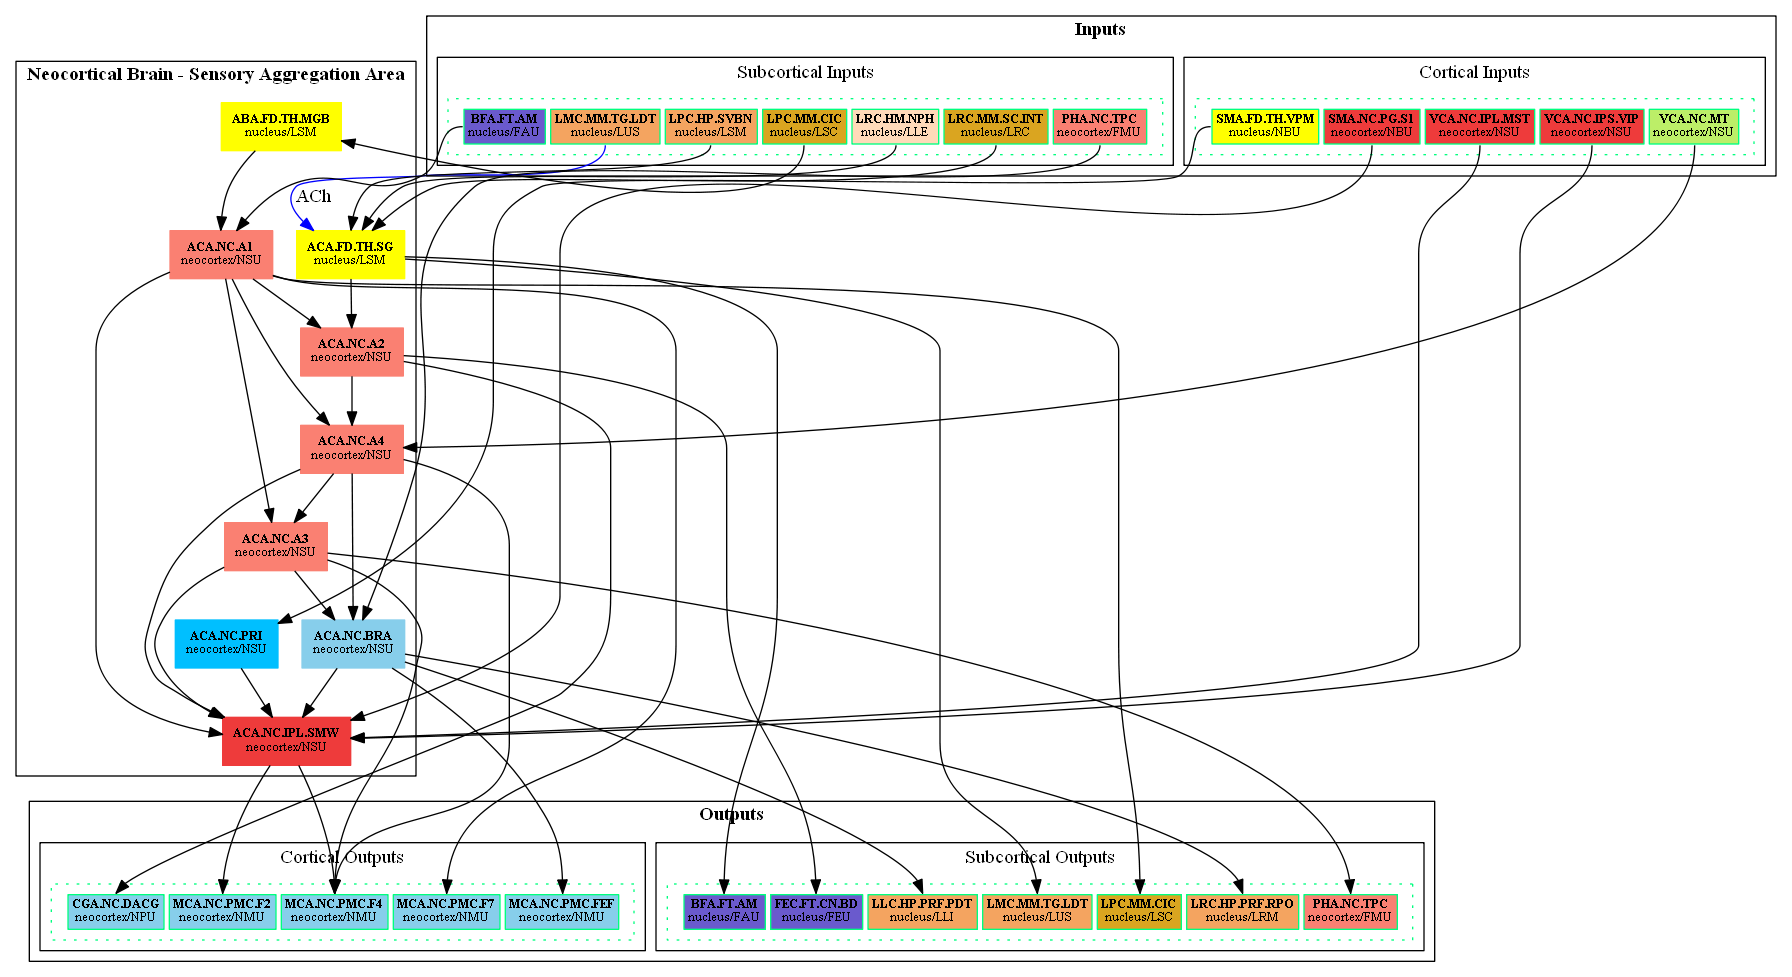 Inputs
Neocortical Brain - Sensory Aggregation Area
Subcortical Inputs
Cortical Inputs
BFA.FT.AM
nucleus/FAU
LMC.MM.TG.LDT
nucleus/LUS
LPC.HP.SVBN
nucleus/LSM
LPC.MM.CIC
nucleus/LSC
LRC.HM.NPH
nucleus/LLE
LRC.MM.SC.INT
nucleus/LRC
PHA.NC.TPC
neocortex/FMU
SMA.FD.TH.VPM
nucleus/NBU
SMA.NC.PG.S1
neocortex/NBU
VCA.NC.IPL.MST
neocortex/NSU
VCA.NC.IPS.VIP
neocortex/NSU
VCA.NC.MT
neocortex/NSU
ABA.FD.TH.MGB
nucleus/LSM
ACh
ACA.NC.A1
neocortex/NSU
ACA.FD.TH.SG
nucleus/LSM
ACA.NC.A2
neocortex/NSU
ACA.NC.A4
neocortex/NSU
ACA.NC.A3
neocortex/NSU
ACA.NC.PRI
neocortex/NSU
ACA.NC.BRA
neocortex/NSU
ACA.NC.IPL.SMW
neocortex/NSU
Outputs
Cortical Outputs
Subcortical Outputs
CGA.NC.DACG
neocortex/NPU
MCA.NC.PMC.F2
neocortex/NMU
MCA.NC.PMC.F4
neocortex/NMU
MCA.NC.PMC.F7
neocortex/NMU
MCA.NC.PMC.FEF
neocortex/NMU
BFA.FT.AM
nucleus/FAU
FEC.FT.CN.BD
nucleus/FEU
LLC.HP.PRF.PDT
nucleus/LLI
LMC.MM.TG.LDT
nucleus/LUS
LPC.MM.CIC
nucleus/LSC
LRC.HP.PRF.RPO
nucleus/LRM
PHA.NC.TPC
neocortex/FMU